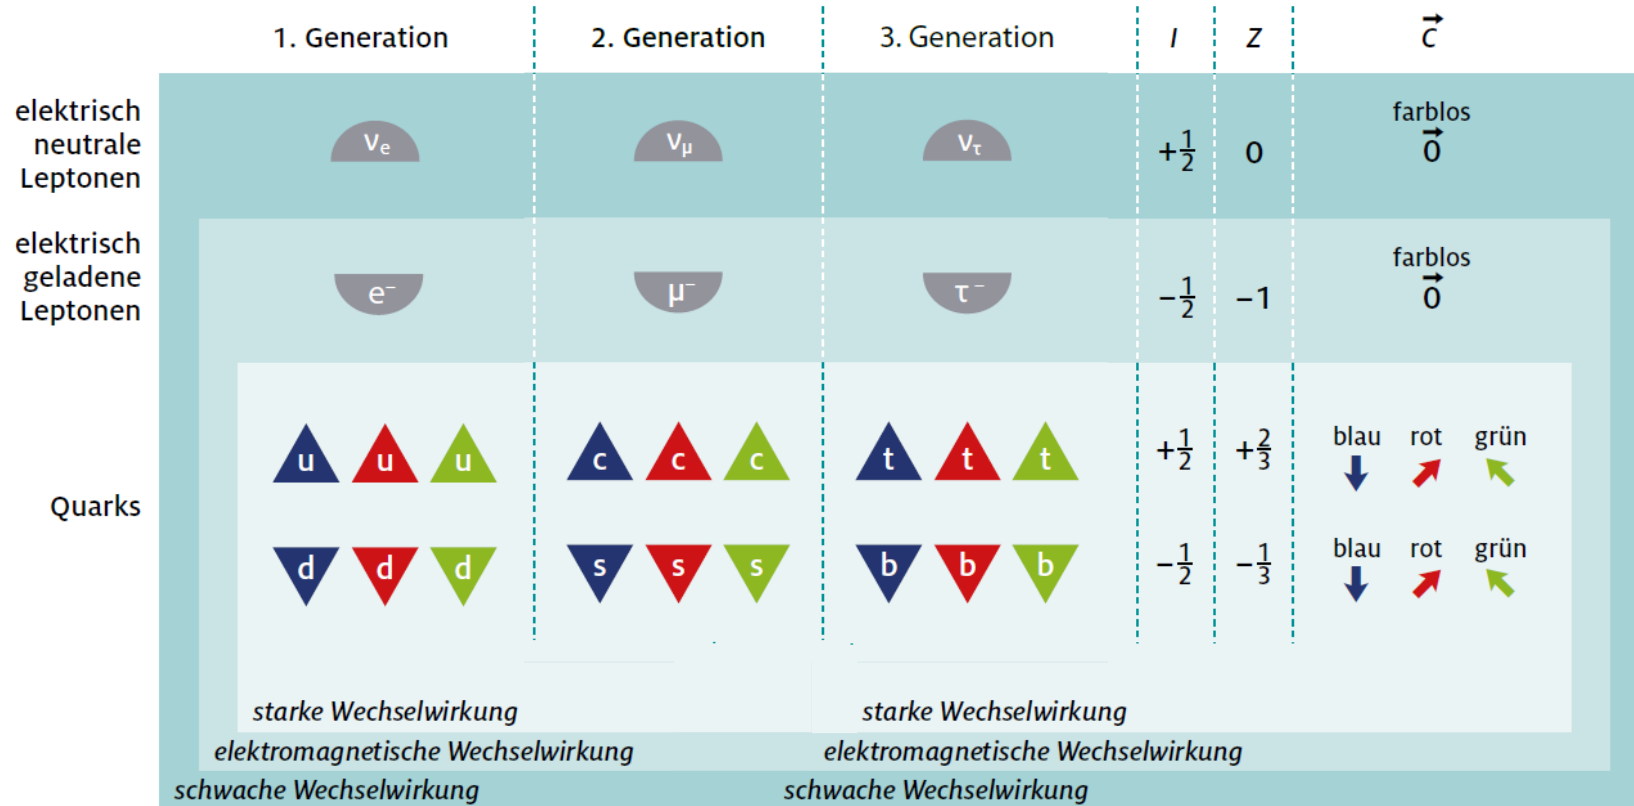 1. Generation 2. Generation 3. Generation I Z C⃗
elektrisch
neutrale
Leptonen
νe νμ ντ +1/2 0 farblos 0⃗
elektrisch
geladene
Leptonen
e⁻ μ⁻ τ⁻ −1/2 −1 farblos 0⃗
Quarks
u u u c c c t t t +1/2 +2/3 blau rot grün
d d d s s s b b b −1/2 −1/3 blau rot grün
starke Wechselwirkung starke Wechselwirkung
elektromagnetische Wechselwirkung elektromagnetische Wechselwirkung
schwache Wechselwirkung schwache Wechselwirkung